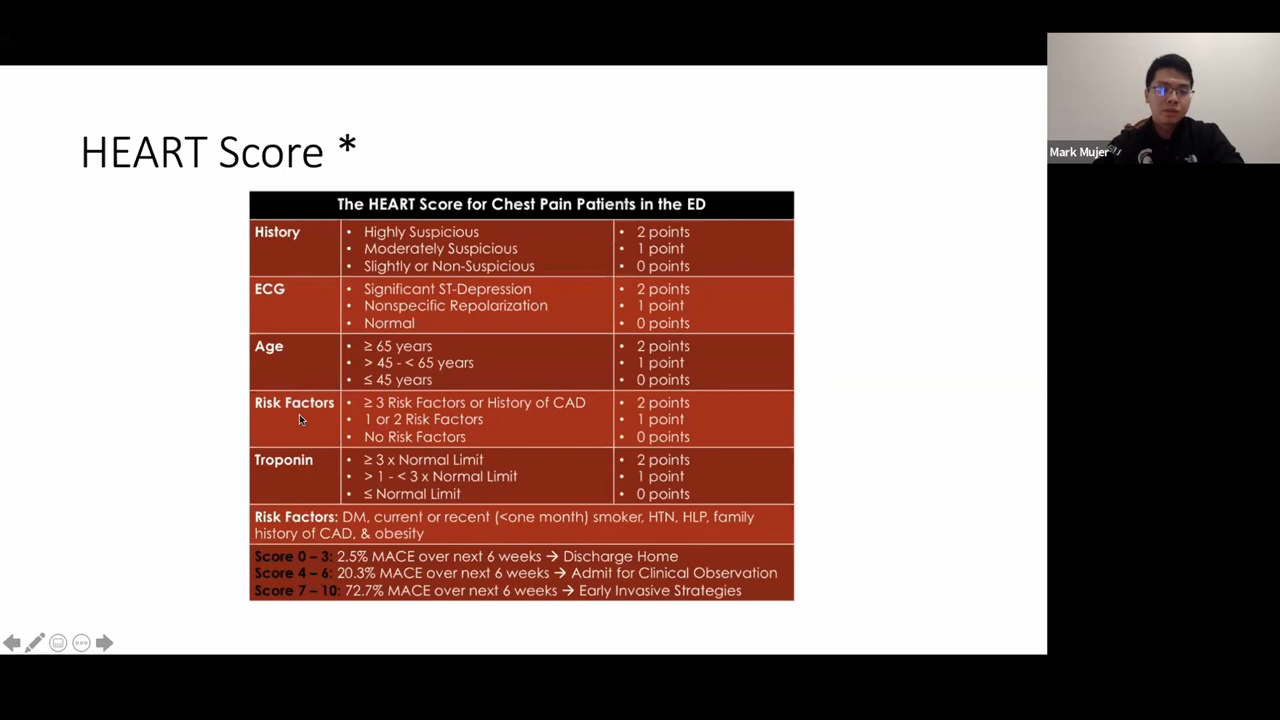 HEART Score *
Mark Mujer
The HEART Score for Chest Pain Patients in the ED
History
• Highly Suspicious
• Moderately Suspicious
• Slightly or Non-Suspicious
• 2 points
• 1 point
• 0 points
ECG
• Significant ST-Depression
• Nonspecific Repolarization
• Normal
• 2 points
• 1 point
• 0 points
Age
• ≥ 65 years
• > 45 - < 65 years
• ≤ 45 years
• 2 points
• 1 point
• 0 points
Risk Factors
• ≥ 3 Risk Factors or History of CAD
• 1 or 2 Risk Factors
• No Risk Factors
• 2 points
• 1 point
• 0 points
Troponin
• ≥ 3 x Normal Limit
• > 1 - < 3 x Normal Limit
• ≤ Normal Limit
• 2 points
• 1 point
• 0 points
Risk Factors: DM, current or recent (<one month) smoker, HTN, HLP, family
history of CAD, & obesity
Score 0 – 3: 2.5% MACE over next 6 weeks → Discharge Home
Score 4 – 6: 20.3% MACE over next 6 weeks → Admit for Clinical Observation
Score 7 – 10: 72.7% MACE over next 6 weeks → Early Invasive Strategies